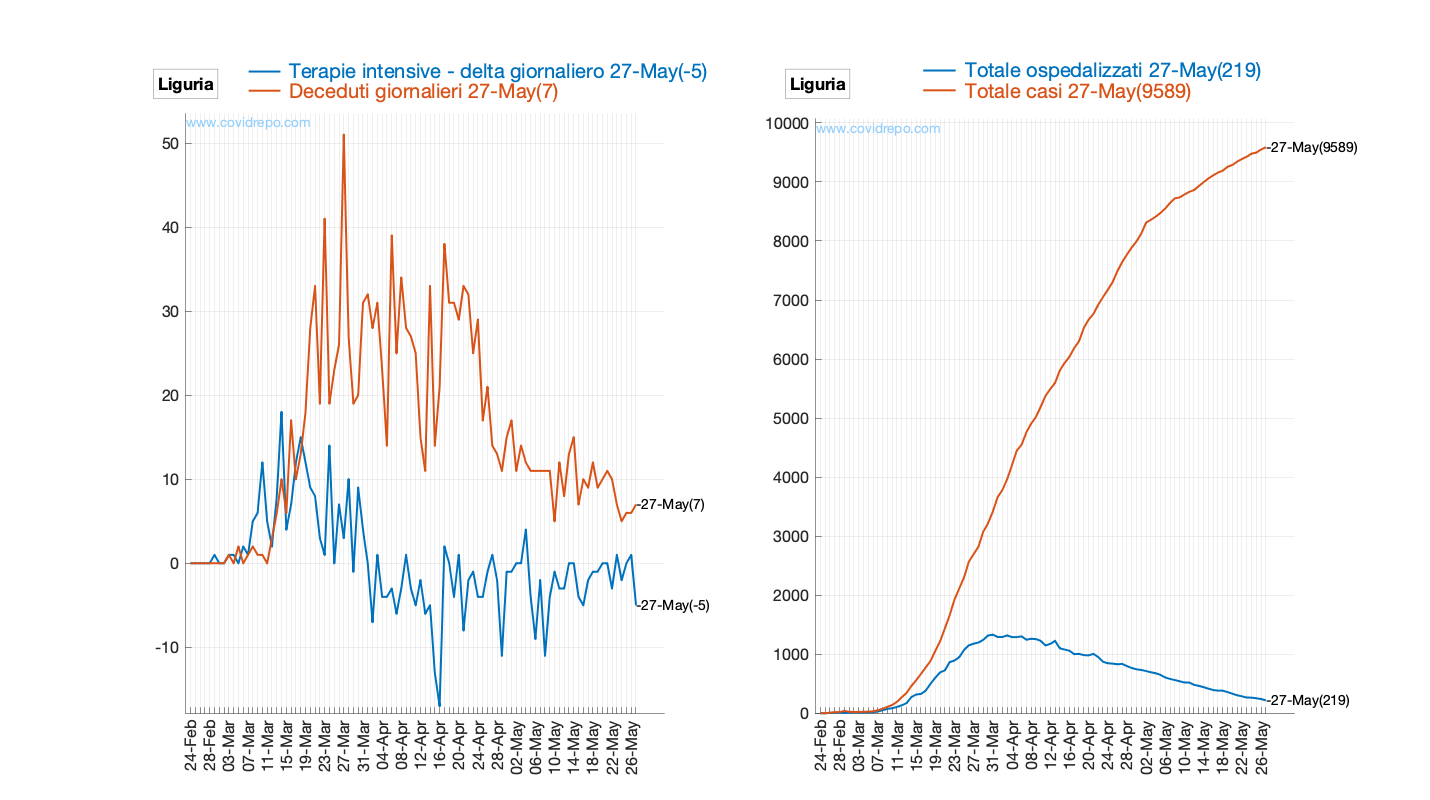 Liguria
Terapie intensive - delta giornaliero 27-May(-5)
Deceduti giornalieri 27-May(7)
www.covidrepo.com
50
40
30
20
10
0
-10
-27-May(7)
-27-May(-5)
24-Feb
28-Feb
03-Mar
07-Mar
11-Mar
15-Mar
19-Mar
23-Mar
27-Mar
31-Mar
04-Apr
08-Apr
12-Apr
16-Apr
20-Apr
24-Apr
28-Apr
02-May
06-May
10-May
14-May
18-May
22-May
26-May
Liguria
Totale ospedalizzati 27-May(219)
Totale casi 27-May(9589)
www.covidrepo.com
10000
9000
8000
7000
6000
5000
4000
3000
2000
1000
0
-27-May(9589)
-27-May(219)
24-Feb
28-Feb
03-Mar
07-Mar
11-Mar
15-Mar
19-Mar
23-Mar
27-Mar
31-Mar
04-Apr
08-Apr
12-Apr
16-Apr
20-Apr
24-Apr
28-Apr
02-May
06-May
10-May
14-May
18-May
22-May
26-May